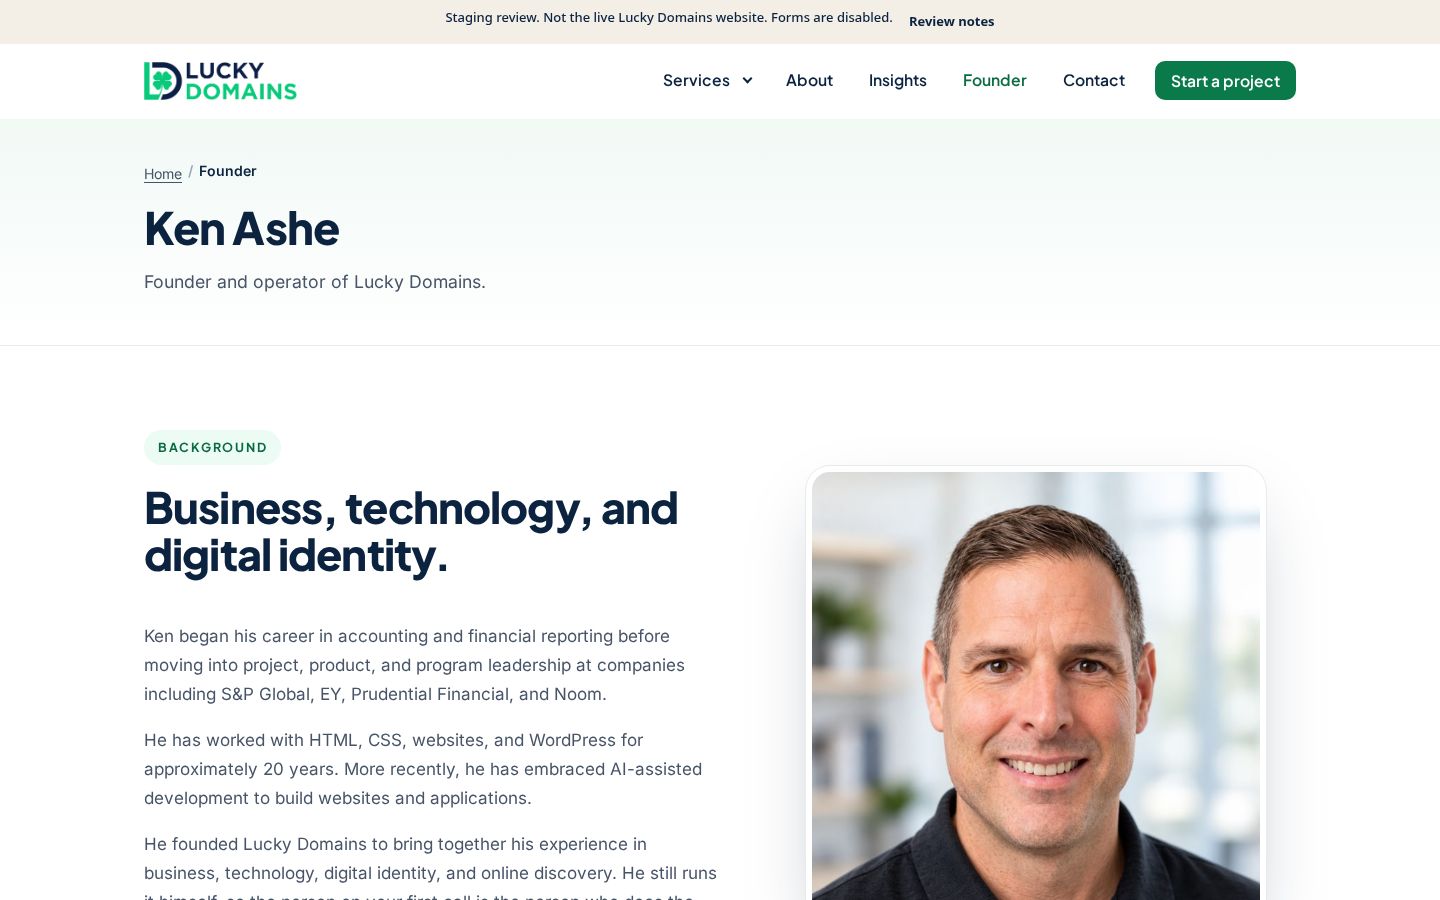 Staging review. Not the live Lucky Domains website. Forms are disabled. Review notes
LUCKY
DOMAINS
Services About Insights Founder Contact Start a project
Home / Founder
Ken Ashe
Founder and operator of Lucky Domains.
BACKGROUND
Business, technology, and
digital identity.
Ken began his career in accounting and financial reporting before
moving into project, product, and program leadership at companies
including S&P Global, EY, Prudential Financial, and Noom.
He has worked with HTML, CSS, websites, and WordPress for
approximately 20 years. More recently, he has embraced AI-assisted
development to build websites and applications.
He founded Lucky Domains to bring together his experience in
business, technology, digital identity, and online discovery. He still runs